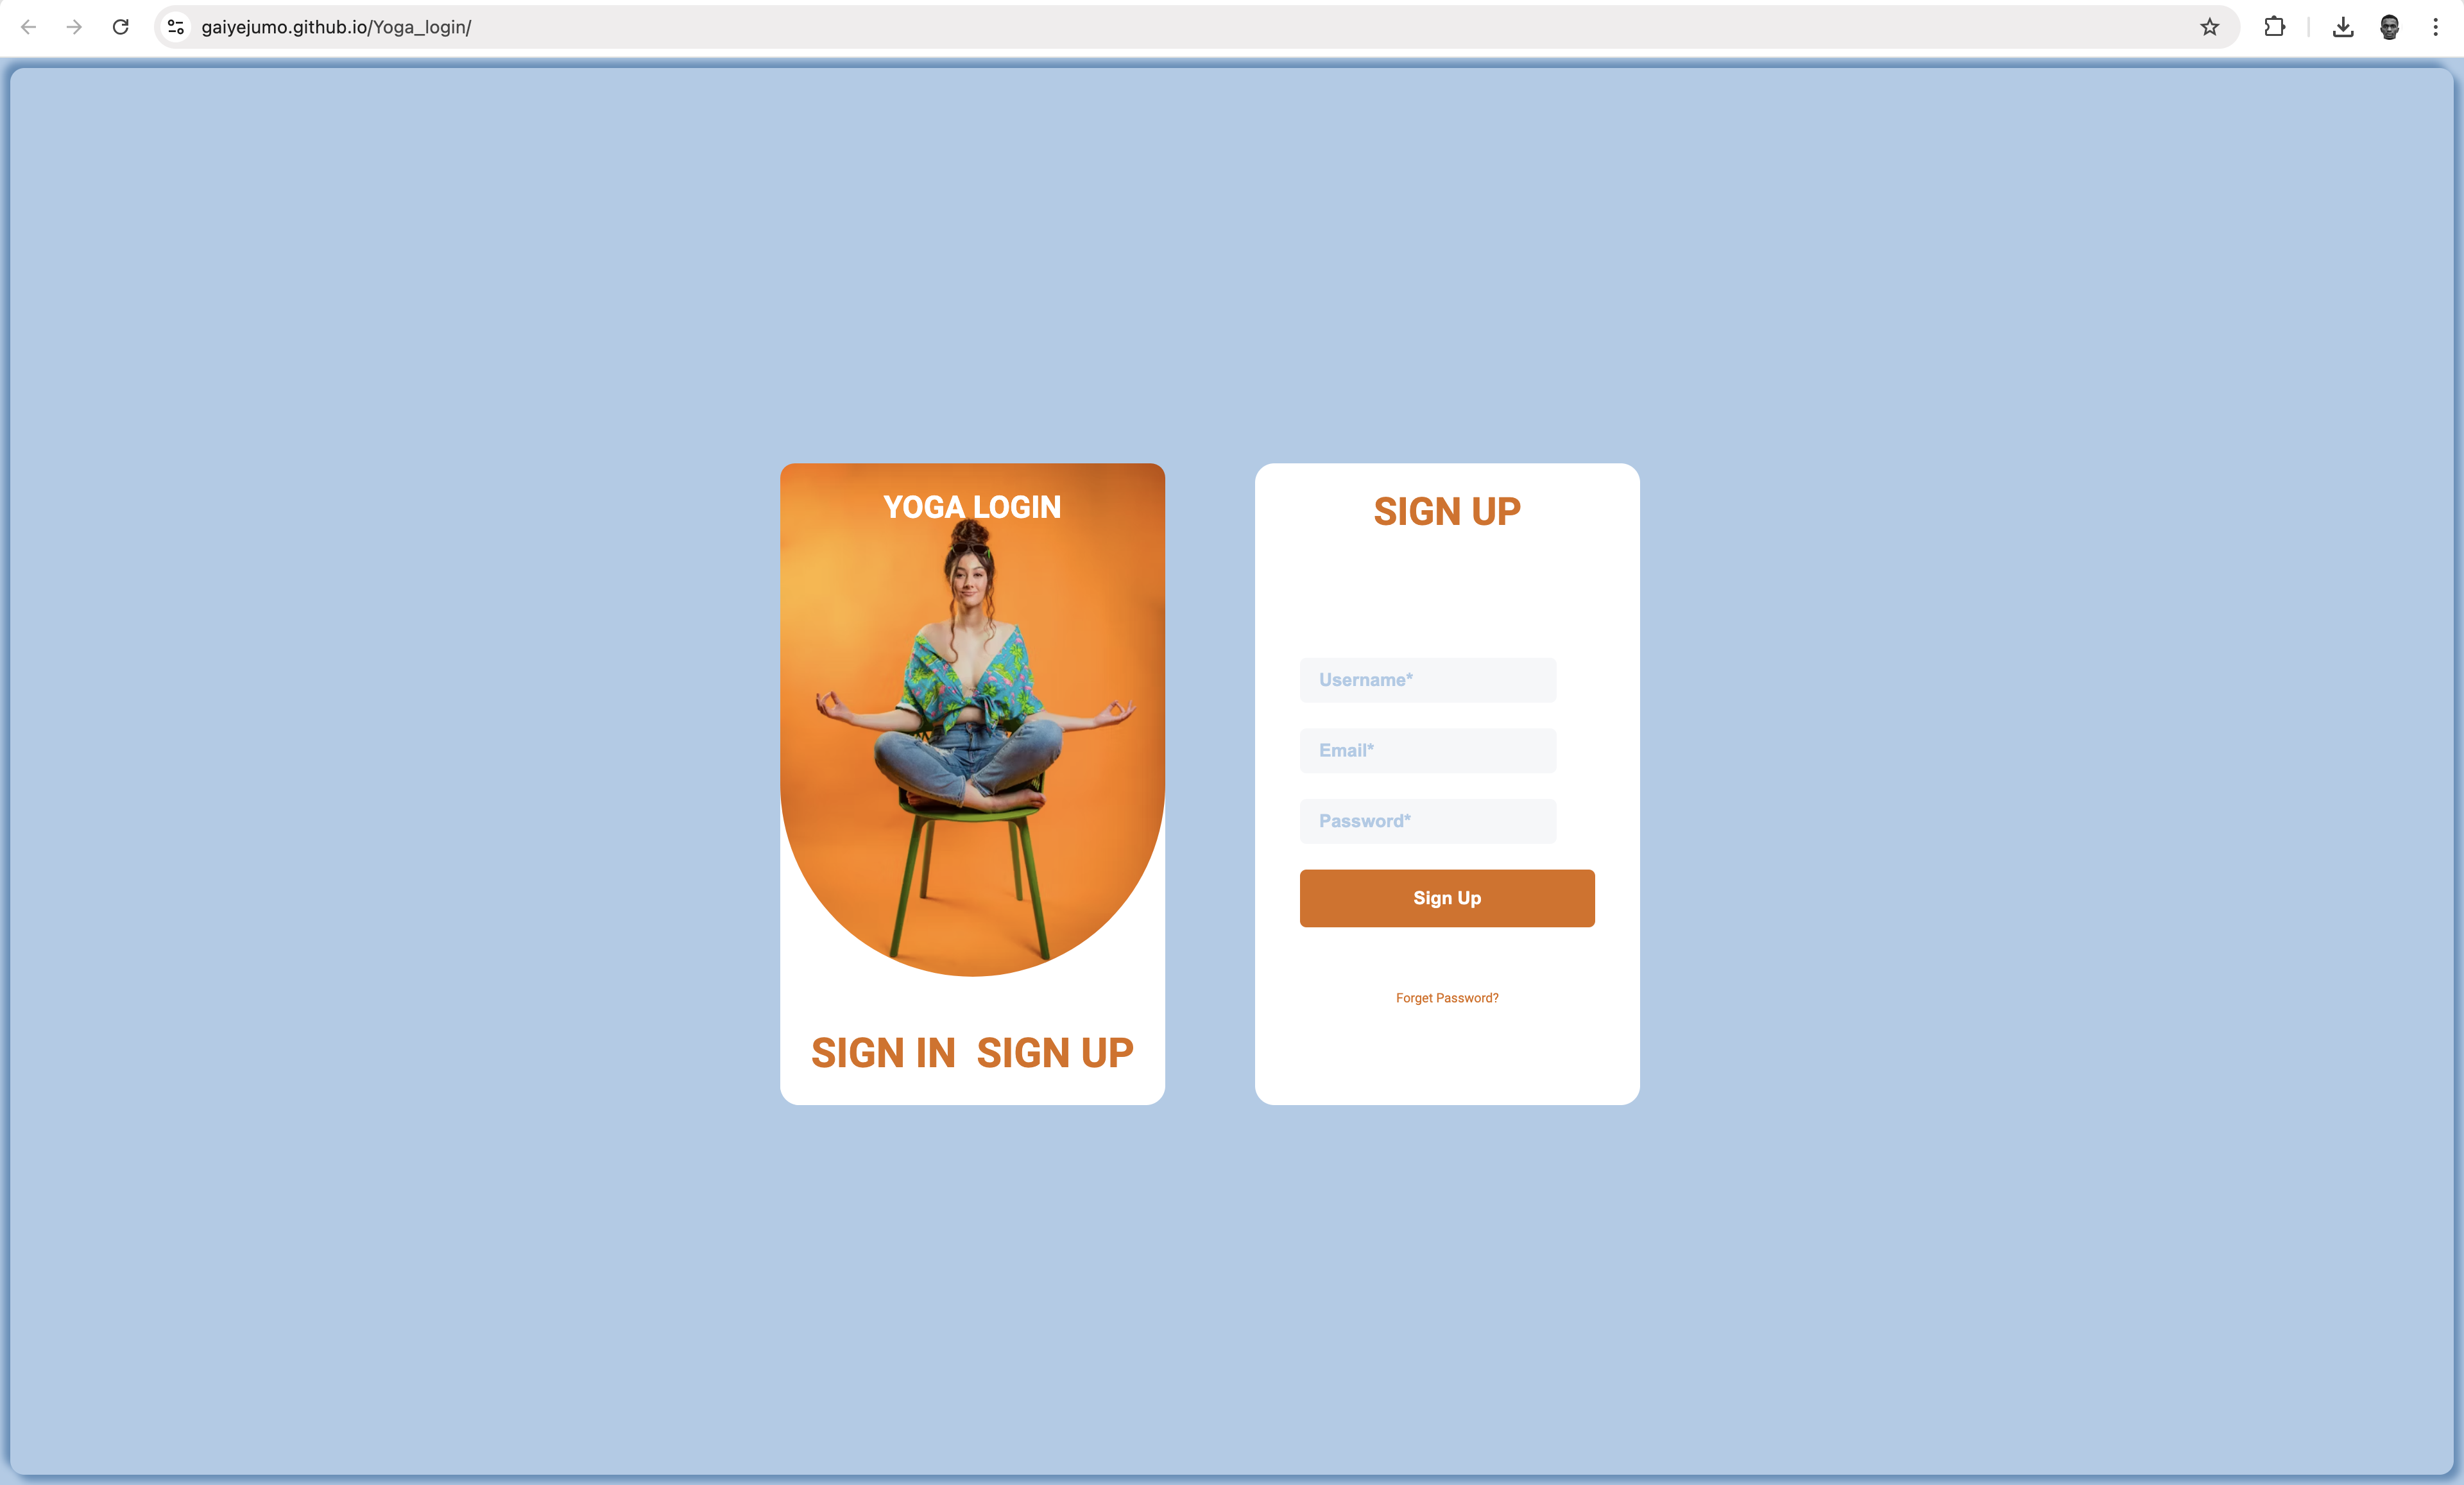 gaiyejumo.github.io/Yoga_login/
YOGA LOGIN
SIGN IN SIGN UP
SIGN UP
Username*
Email*
Password*
Sign Up
Forget Password?